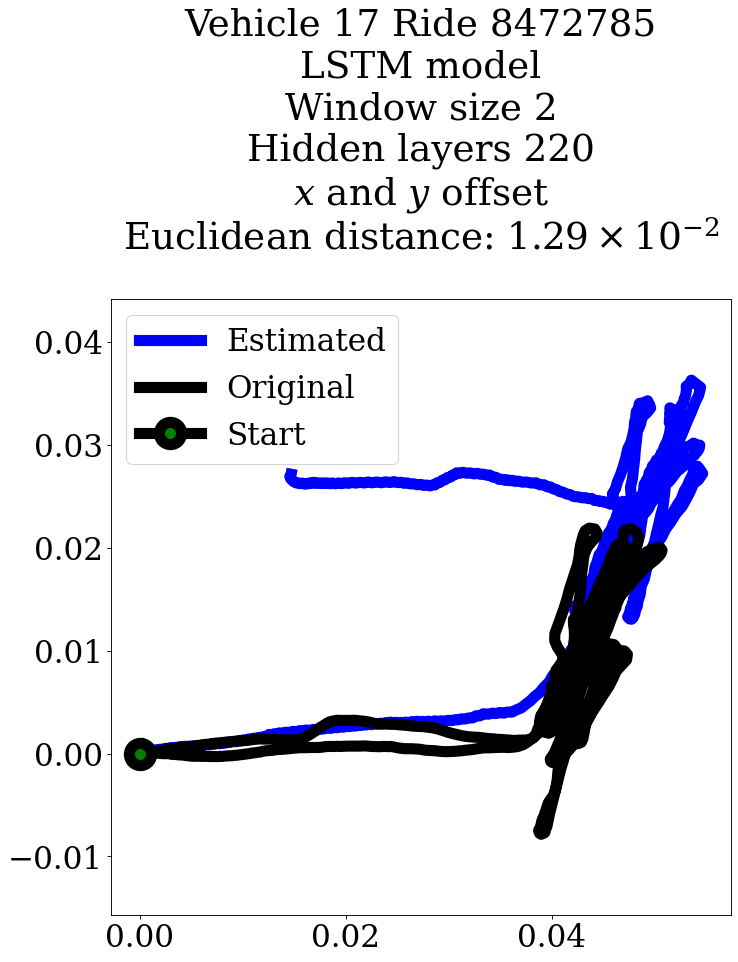 Vehicle 17 Ride 8472785
LSTM model
Window size 2
Hidden layers 220
x and y offset
Euclidean distance: 1.29 × 10⁻²
Estimated
Original
Start
0.04
0.03
0.02
0.01
0.00
−0.01
0.00 0.02 0.04